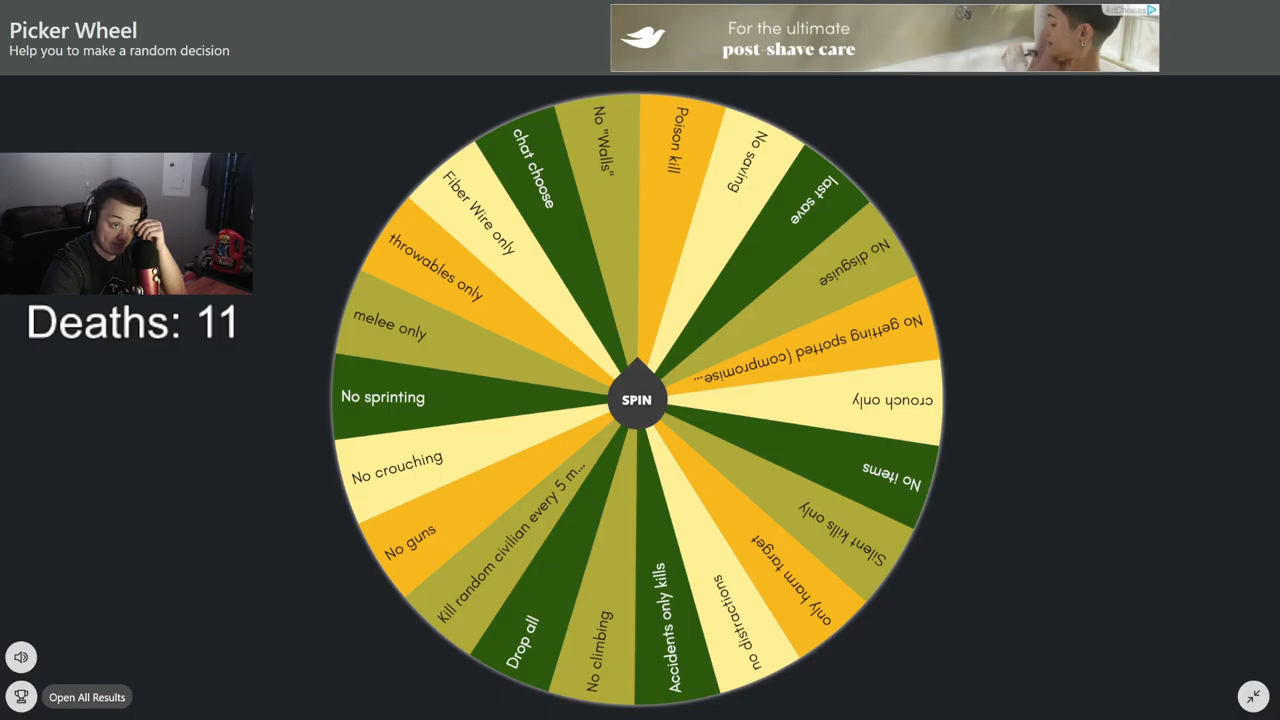 Picker Wheel
Help you to make a random decision
For the ultimate
post-shave care
AdChoices
Deaths: 11
No "Walls"
Poison kill
No saving
last save
No disguise
No getting spotted (compromise...
crouch only
No items
Silent kills only
only harm target
no distractions
Accidents only kills
No climbing
Drop all
Kill random civilian every 5 m...
No guns
No crouching
No sprinting
melee only
throwables only
Fiber Wire only
chat choose
SPIN
Open All Results